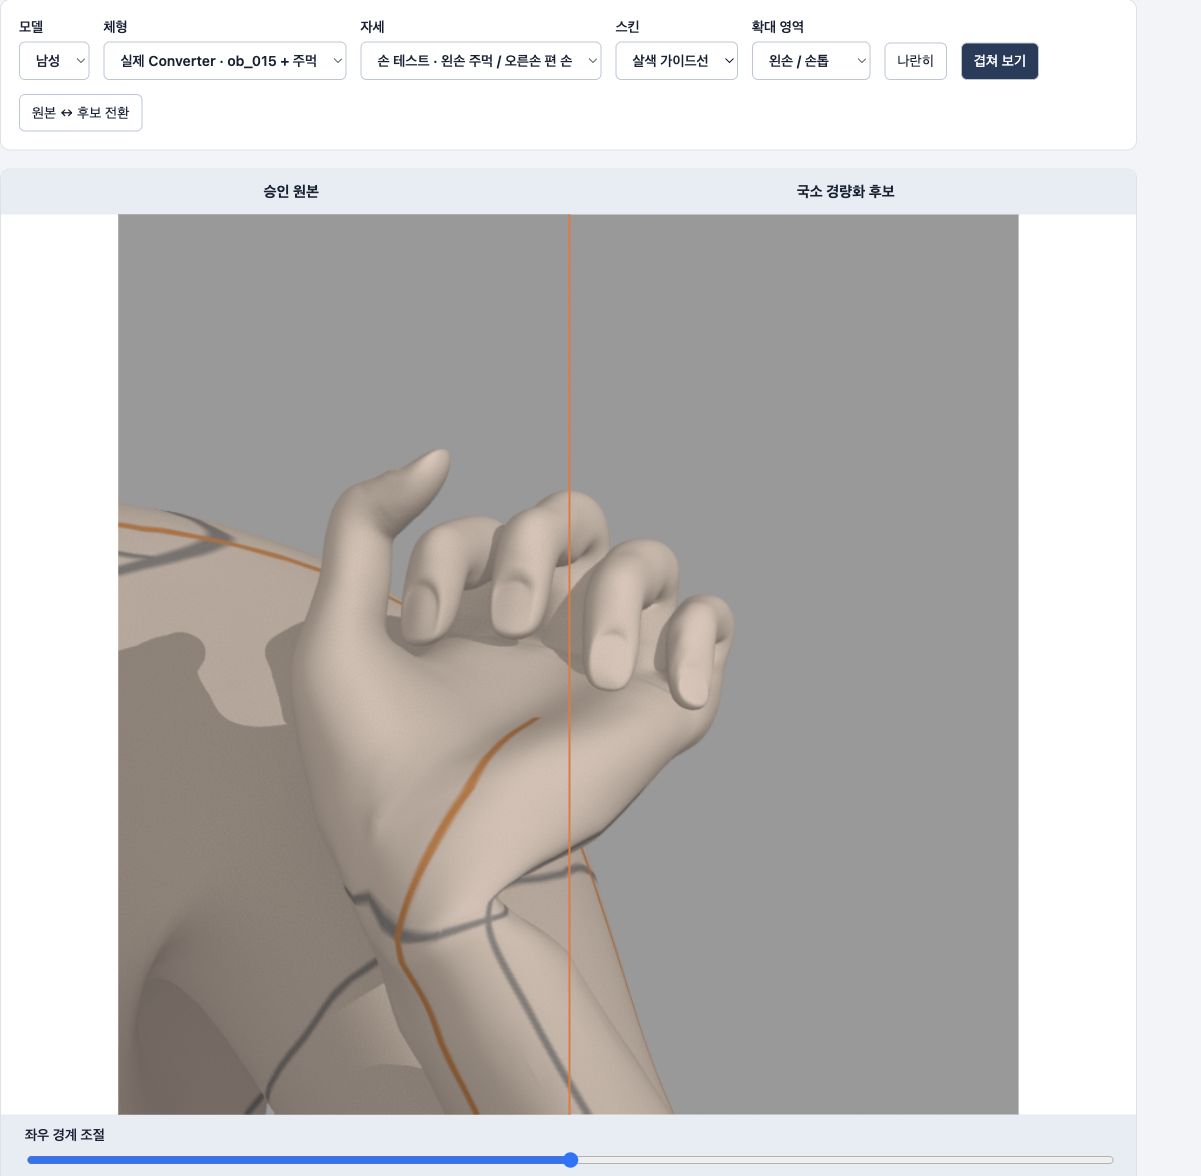 모델 체형 자세 스킨 확대 영역
남성 실제 Converter · ob_015 + 주먹 손 테스트 · 왼손 주먹 / 오른손 편 손 살색 가이드선 왼손 / 손톱 나란히 겹쳐 보기
원본 ↔ 후보 전환
승인 원본 국소 경량화 후보
좌우 경계 조절